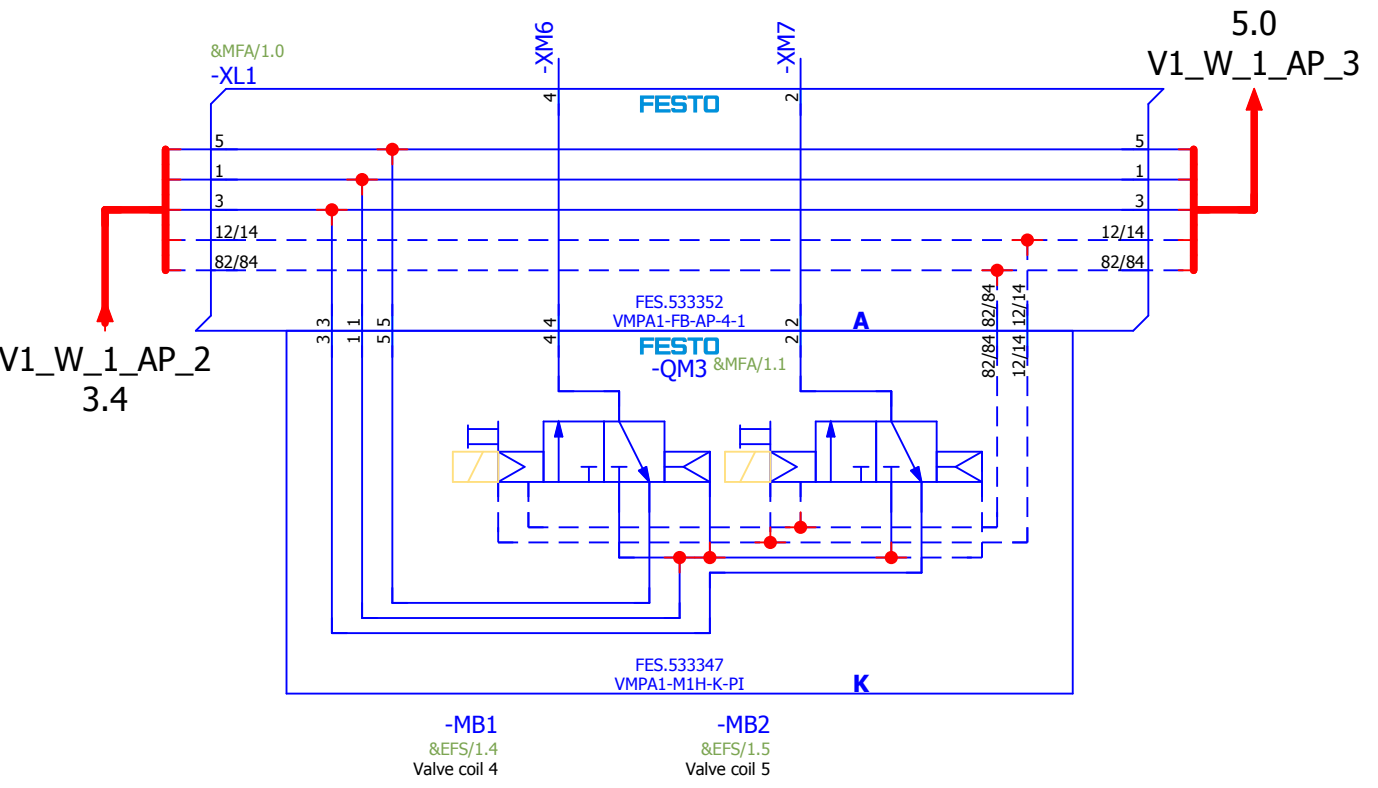 5.0
V1_W_1_AP_3
&MFA/1.0
-XL1
-XM6
-XM7
4
2
FESTO
5
5
1
1
3
3
12/14
12/14
82/84
82/84
FES.533352
VMPA1-FB-AP-4-1
A
3
1
5
4
2
82/84
12/14
3
1
5
4
2
82/84
12/14
FESTO
-QM3
&MFA/1.1
V1_W_1_AP_2
3.4
FES.533347
VMPA1-M1H-K-PI
K
-MB1
&EFS/1.4
Valve coil 4
-MB2
&EFS/1.5
Valve coil 5